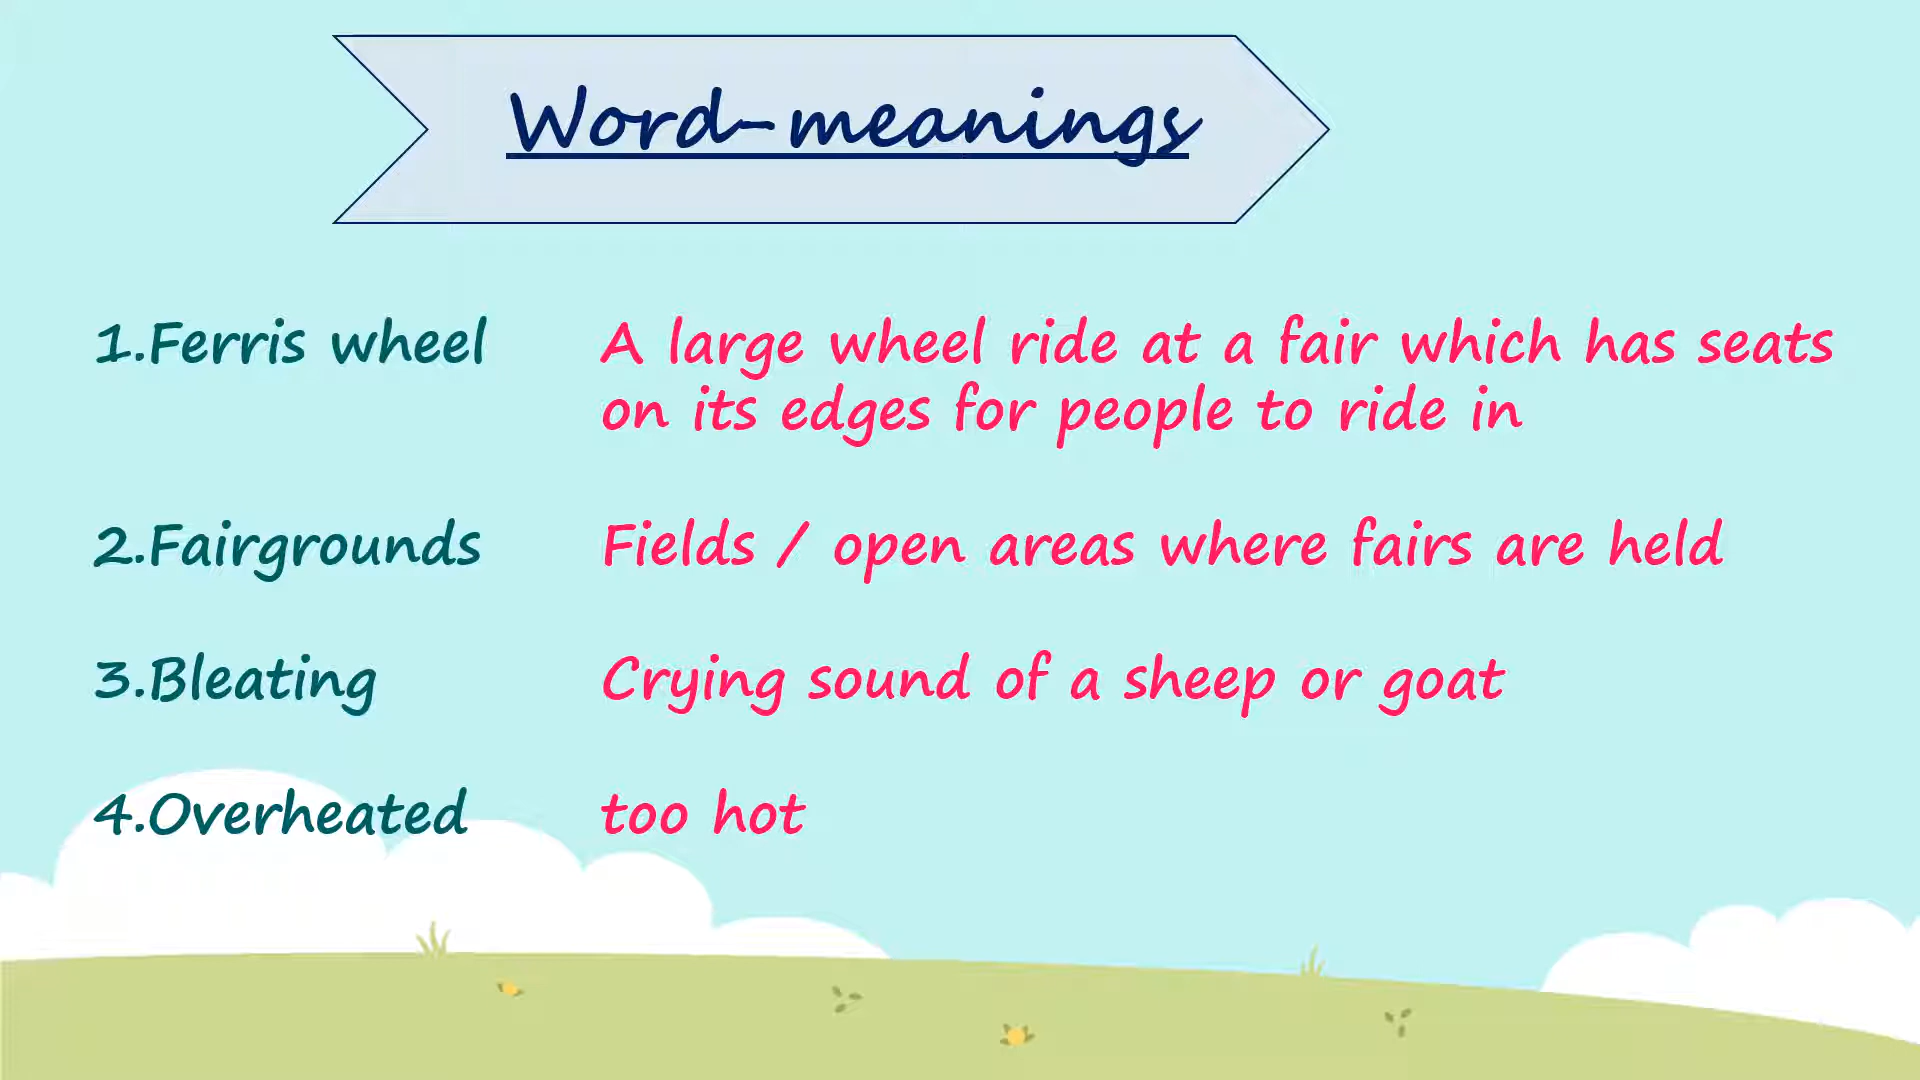 Word-meanings
1.Ferris wheel A large wheel ride at a fair which has seats
on its edges for people to ride in
2.Fairgrounds Fields / open areas where fairs are held
3.Bleating Crying sound of a sheep or goat
4.Overheated too hot